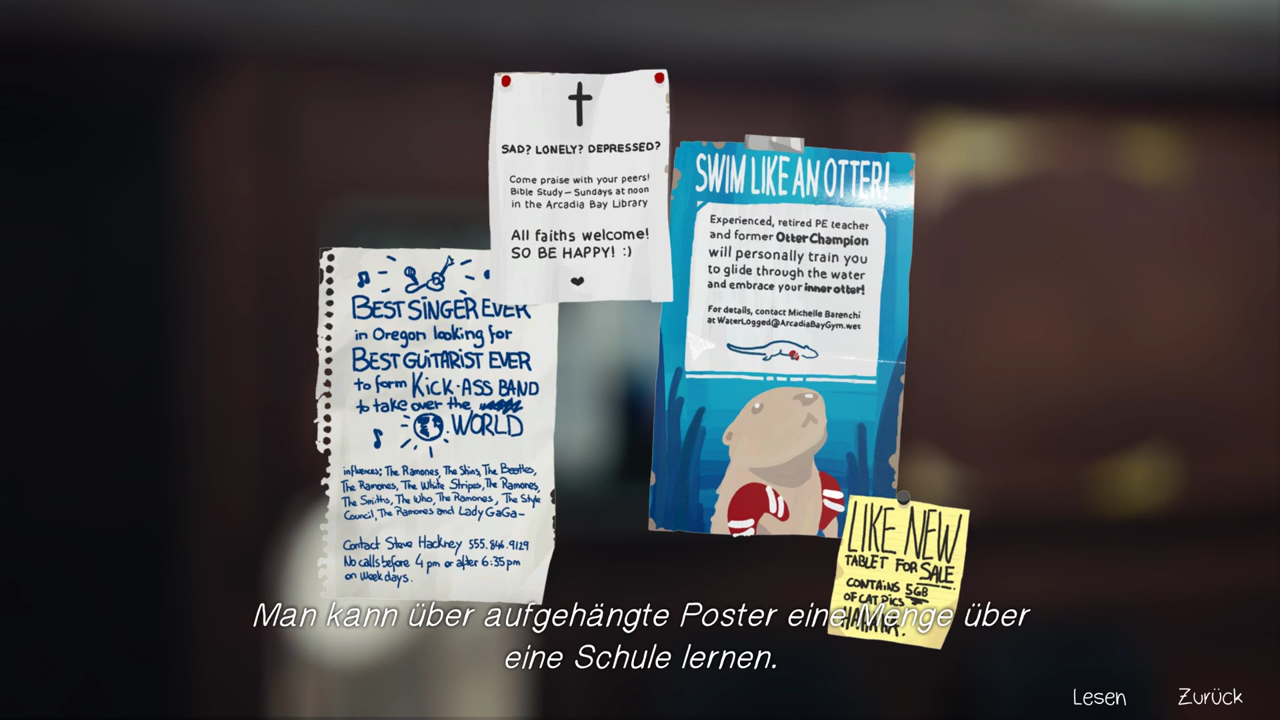 SAD? LONELY? DEPRESSED?
Come praise with your peers!
Bible Study – Sundays at noon
in the Arcadia Bay Library
All faiths welcome!
SO BE HAPPY! :)
SWIM LIKE AN OTTER!
Experienced, retired PE teacher
and former Otter Champion
will personally train you
to glide through the water
and embrace your inner otter!
For details, contact Michelle Barenchi
at WaterLogged@ArcadiaBayGym.wet
BEST SINGER EVER
in Oregon looking for
BEST GUITARIST EVER
to form KICK-ASS BAND
to take over the
WORLD
influences: The Ramones, The Shins, The Beatles,
The Ramones, The White Stripes, The Ramones,
The Smiths, The Who, The Ramones, The Style
Council, The Ramones and Lady GaGa-
Contact Steve Hackney 555.846.9129
No calls before 4pm or after 6:35pm
on weekdays.
LIKE NEW
TABLET FOR SALE.
CONTAINS 5GB
OF CAT PICS
Man kann über aufgehängte Poster eine Menge über
eine Schule lernen.
Lesen Zurück